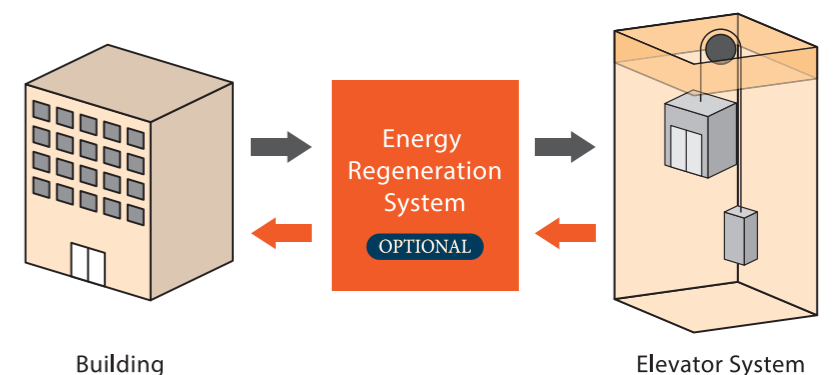 Energy
Regeneration
System
OPTIONAL
Building
Elevator System